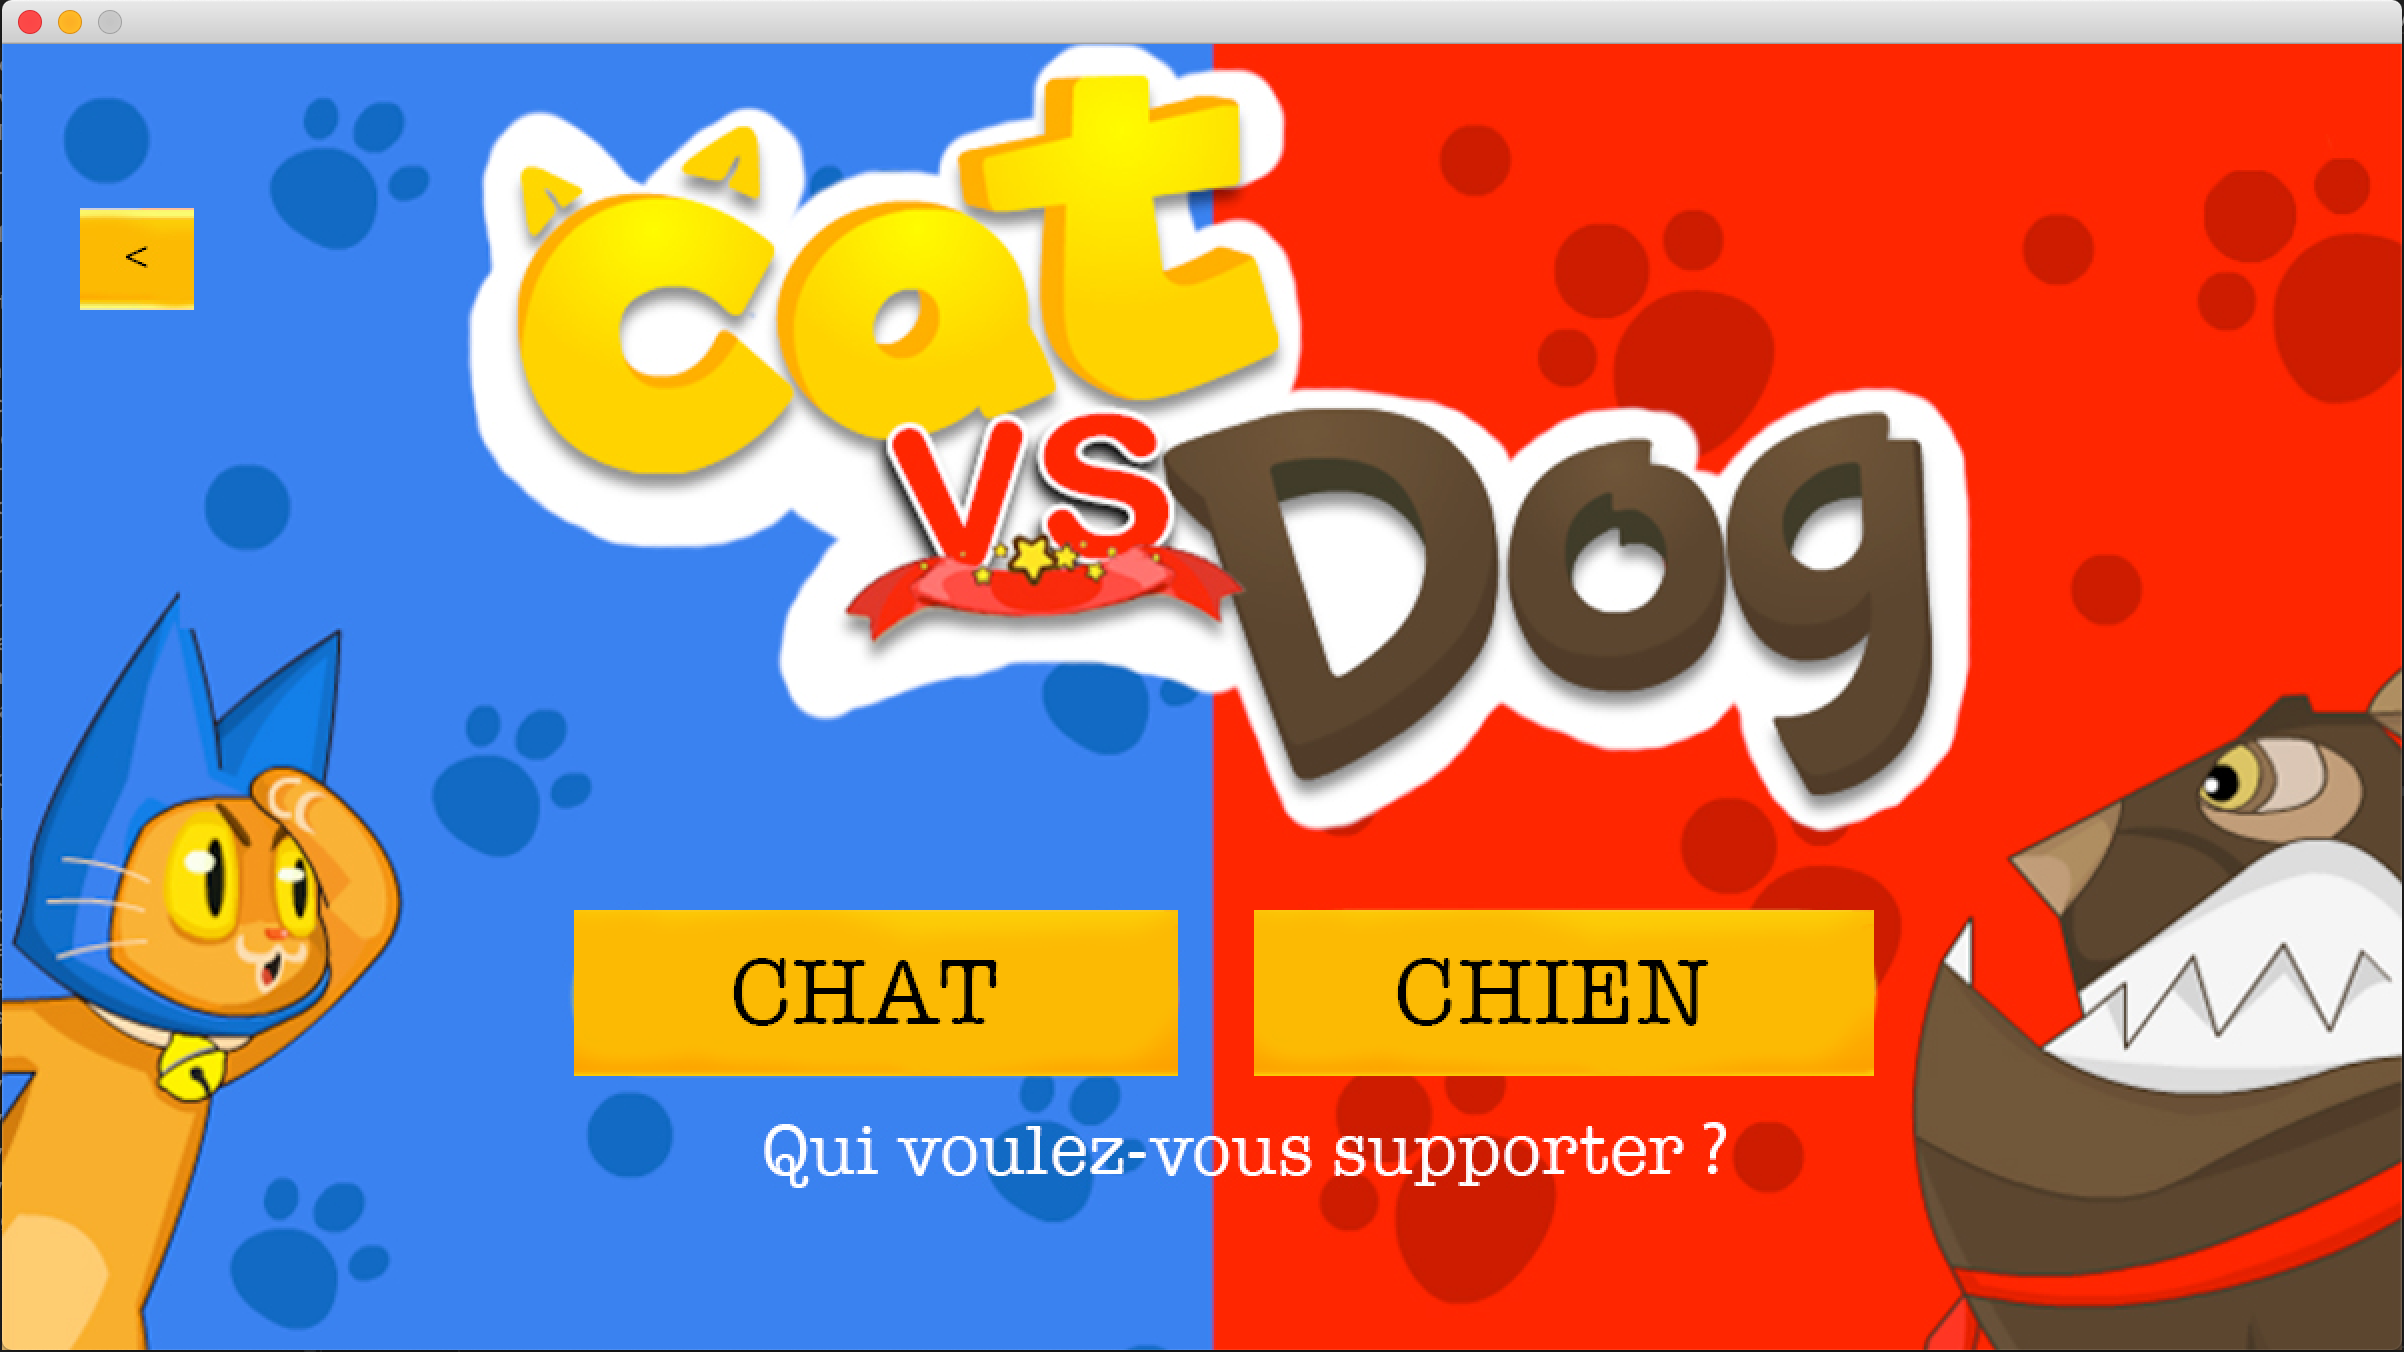 <
Cat
VS
Dog
CHAT
CHIEN
Qui voulez-vous supporter ?